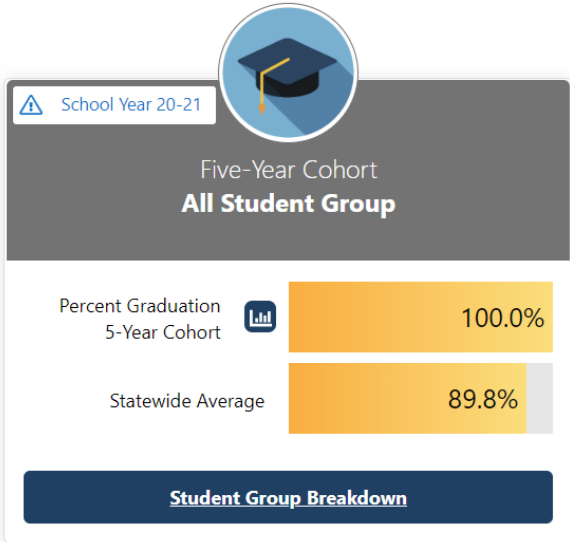 School Year 20-21
Five-Year Cohort
All Student Group
Percent Graduation
5-Year Cohort
100.0%
Statewide Average
89.8%
Student Group Breakdown